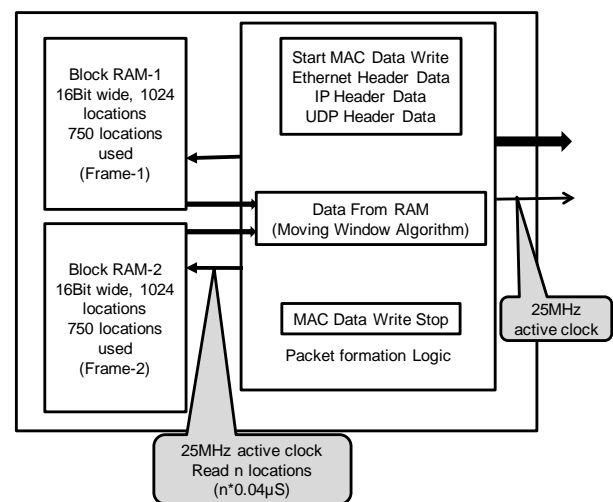 Block RAM-1
16Bit wide, 1024
locations
750 locations
used
(Frame-1)
Start MAC Data Write
Ethernet Header Data
IP Header Data
UDP Header Data
Data From RAM
(Moving Window Algorithm)
Block RAM-2
16Bit wide, 1024
locations
750 locations
used
(Frame-2)
MAC Data Write Stop
Packet formation Logic
25MHz
active clock
25MHz active clock
Read n locations
(n*0.04µS)